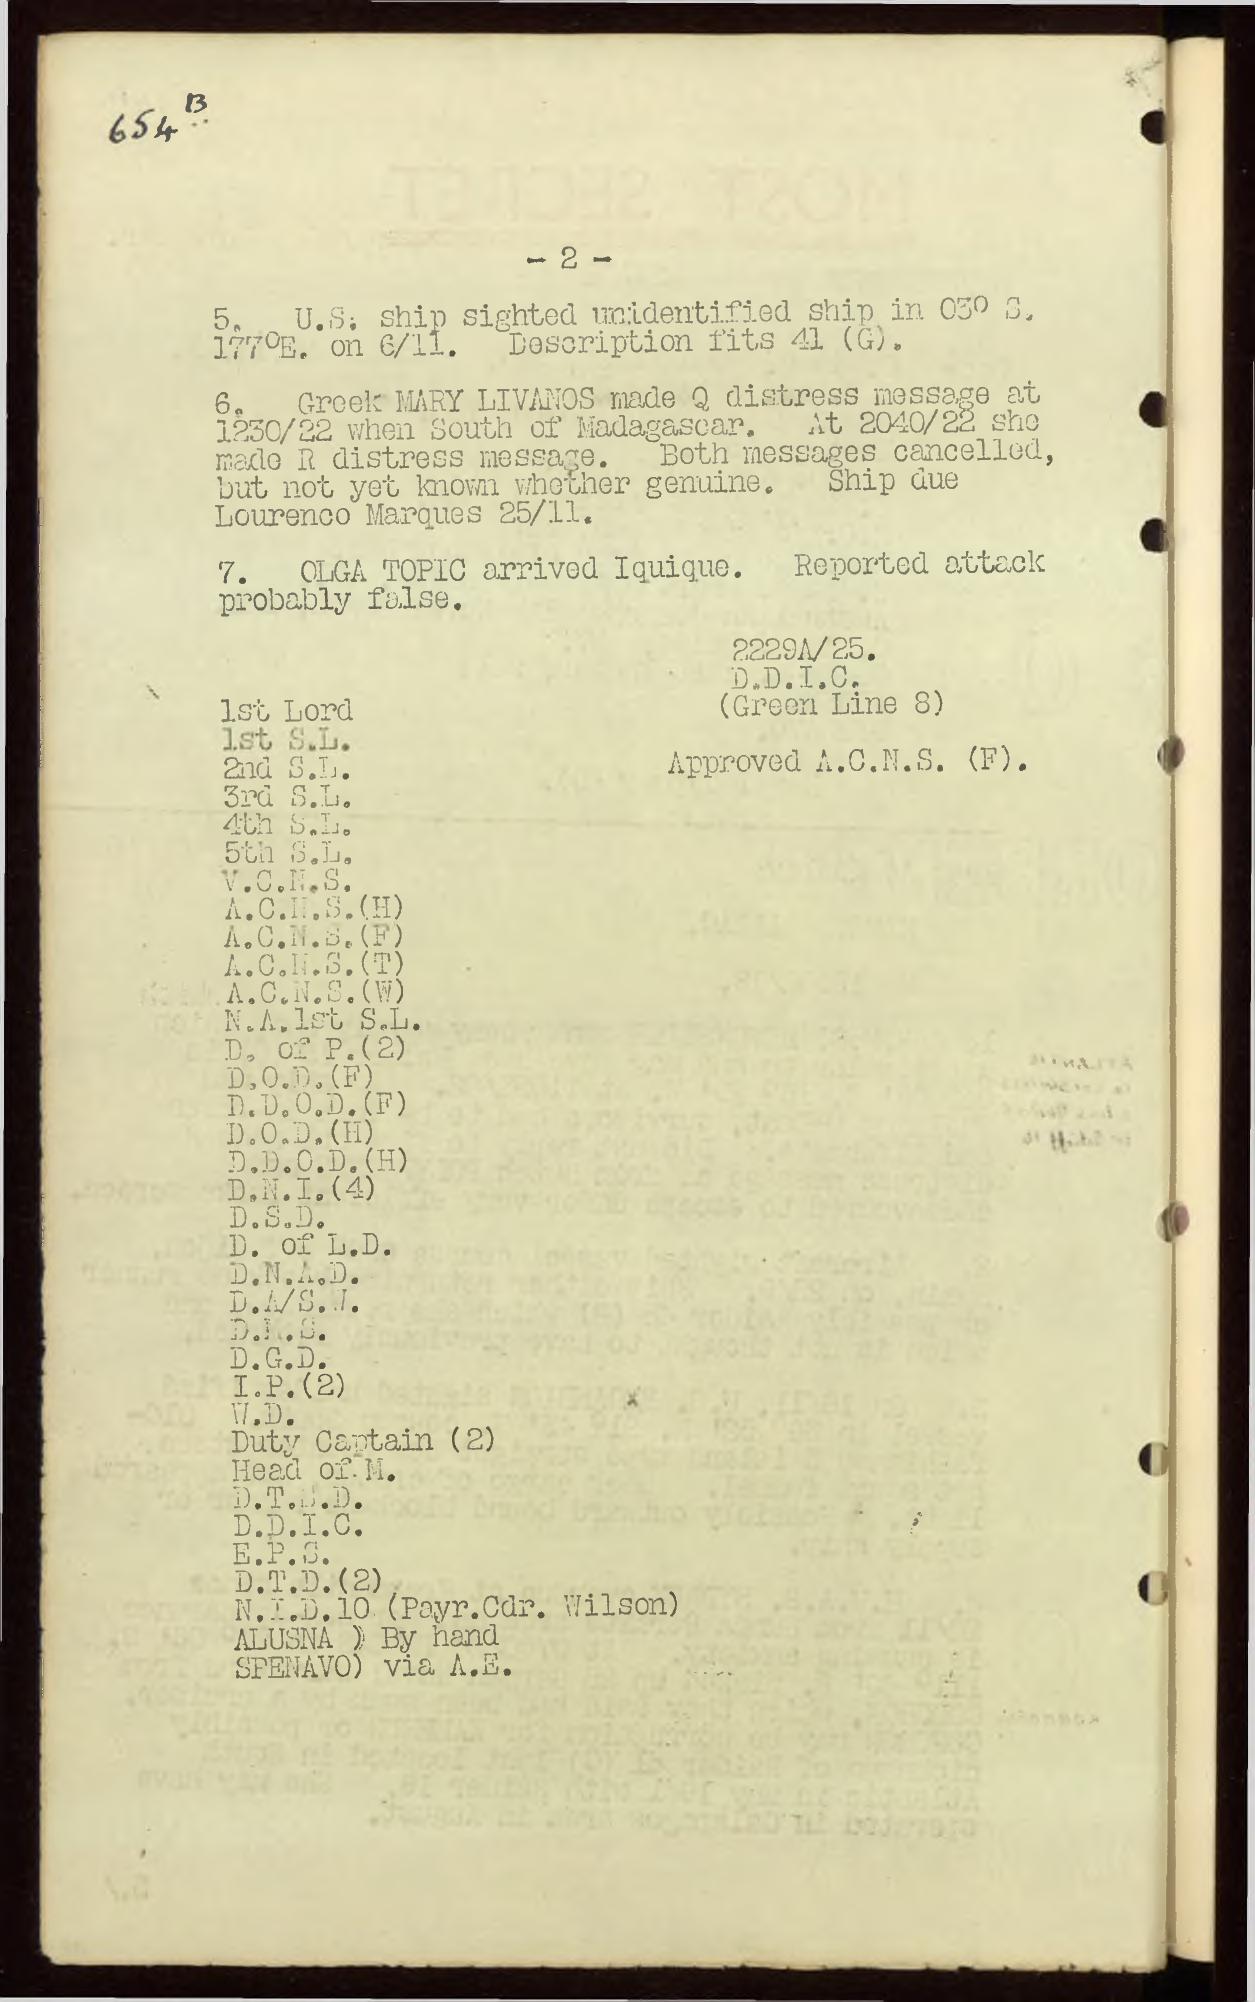 654 B
- 2 -
5. U.S. ship sighted unidentified ship in 03° S.
177°E. on 6/11. Description fits 41 (G).
6. Greek MARY LIVANOS made Q distress message at
1230/22 when South of Madagascar. At 2040/22 she
made R distress message. Both messages cancelled,
but not yet known whether genuine. Ship due
Lourenco Marques 25/11.
7. OLGA TOPIC arrived Iquique. Reported attack
probably false.
2229A/25.
D.D.I.C.
(Green Line 8)
Approved A.C.N.S. (F).
1st Lord
1st S.L.
2nd S.L.
3rd S.L.
4th S.L.
5th S.L.
V.C.N.S.
A.C.N.S.(H)
A.C.N.S.(F)
A.C.N.S.(T)
A.C.N.S.(W)
N.A.1st S.L.
D. of P.(2)
D.O.D.(F)
D.D.O.D.(F)
D.O.D.(H)
D.D.O.D.(H)
D.N.I.(4)
D.S.D.
D. of L.D.
D.N.A.D.
D.A/S.W.
D.M.S.
D.G.D.
I.P.(2)
W.D.
Duty Captain (2)
Head of M.
D.D.I.C.
E.P.S.
D.T.D.(2)
N.I.D.10 (Payr.Cdr. Wilson)
ALUSNA ) By hand
SPENAVO) via A.E.